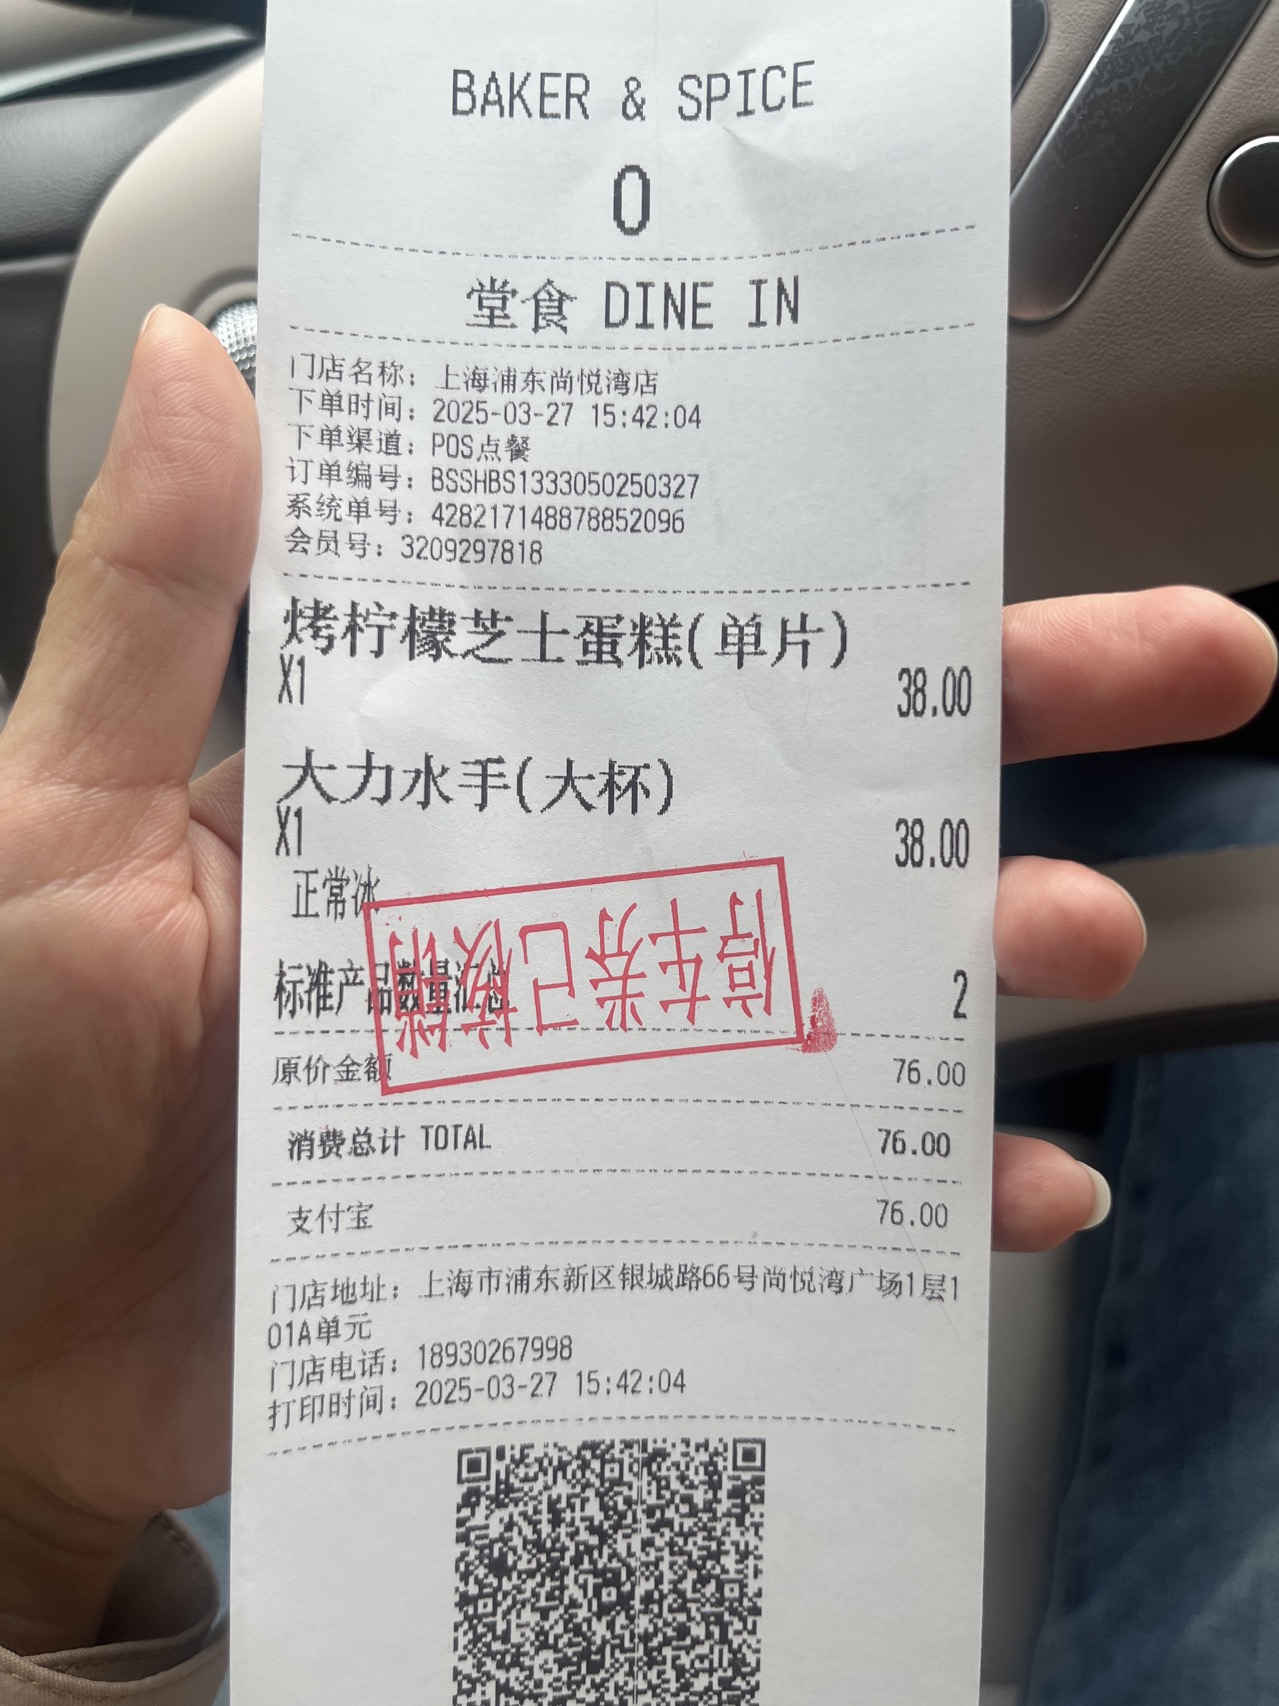 BAKER & SPICE
0
堂食 DINE IN
门店名称：上海浦东尚悦湾店
下单时间：2025-03-27 15:42:04
下单渠道：POS点餐
订单编号：BSSHBS1333050250327
系统单号：428217148878852096
会员号：3209297818
烤柠檬芝士蛋糕(单片)
X1 38.00
大力水手(大杯)
X1 38.00
正常冰
停车券已核销
标准产品数量汇总 2
原价金额 76.00
消费总计 TOTAL 76.00
支付宝 76.00
门店地址：上海市浦东新区银城路66号尚悦湾广场1层1
01A单元
门店电话：18930267998
打印时间：2025-03-27 15:42:04